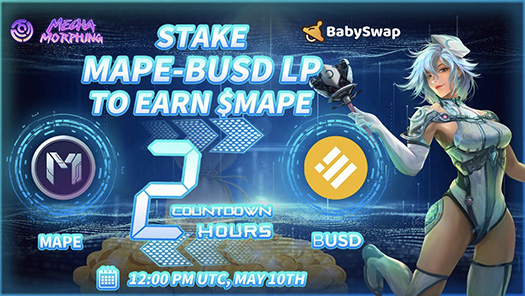 MECHA
MORPHING
BabySwap
STAKE
MAPE-BUSD LP
TO EARN $MAPE
2
COUNTDOWN
HOURS
MAPE
BUSD
12:00 PM UTC, MAY 10TH